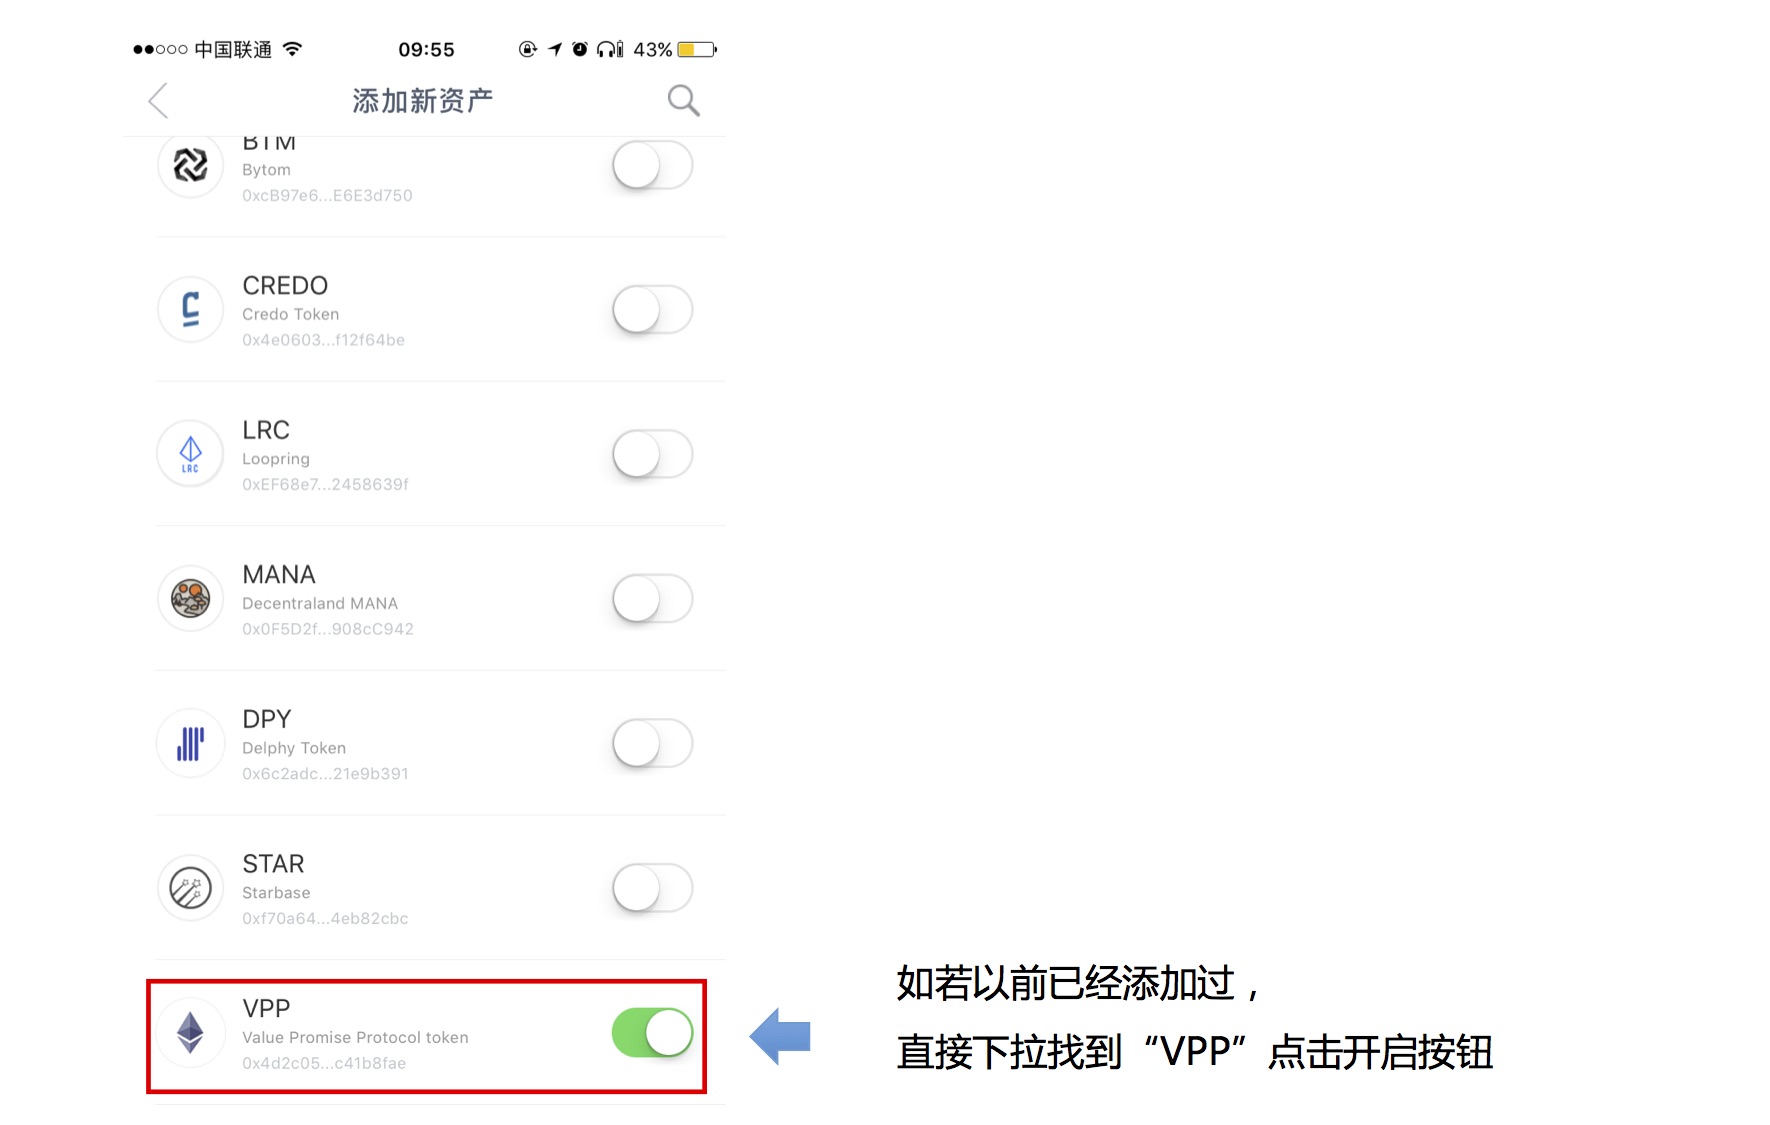 中国联通
09:55
43%
添加新资产
BTM
Bytom
0xcB97e6...E6E3d750
CREDO
Credo Token
0x4e0603...f12f64be
LRC
LRC
Loopring
0xEF68e7...2458639f
MANA
Decentraland MANA
0x0F5D2f...908cC942
DPY
Delphy Token
0x6c2adc...21e9b391
STAR
Starbase
0xf70a64...4eb82cbc
VPP
Value Promise Protocol token
0x4d2c05...c41b8fae
如若以前已经添加过，
直接下拉找到“VPP”点击开启按钮